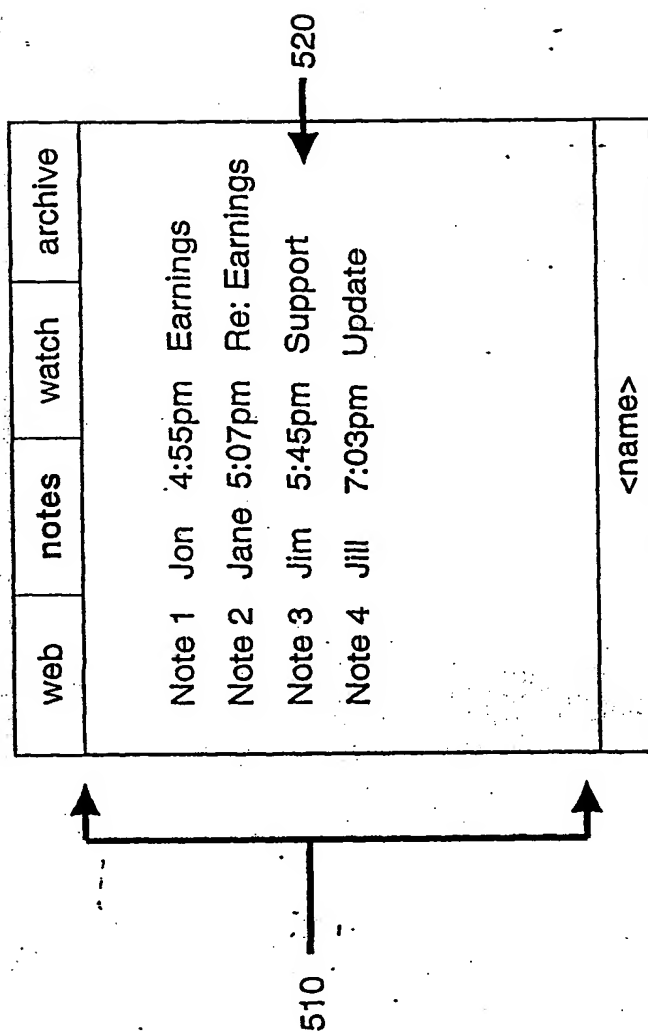 web notes watch archive
Note 1 Jon 4:55pm Earnings
Note 2 Jane 5:07pm Re: Earnings
Note 3 Jim 5:45pm Support
Note 4 Jill 7:03pm Update
<name>
510
520